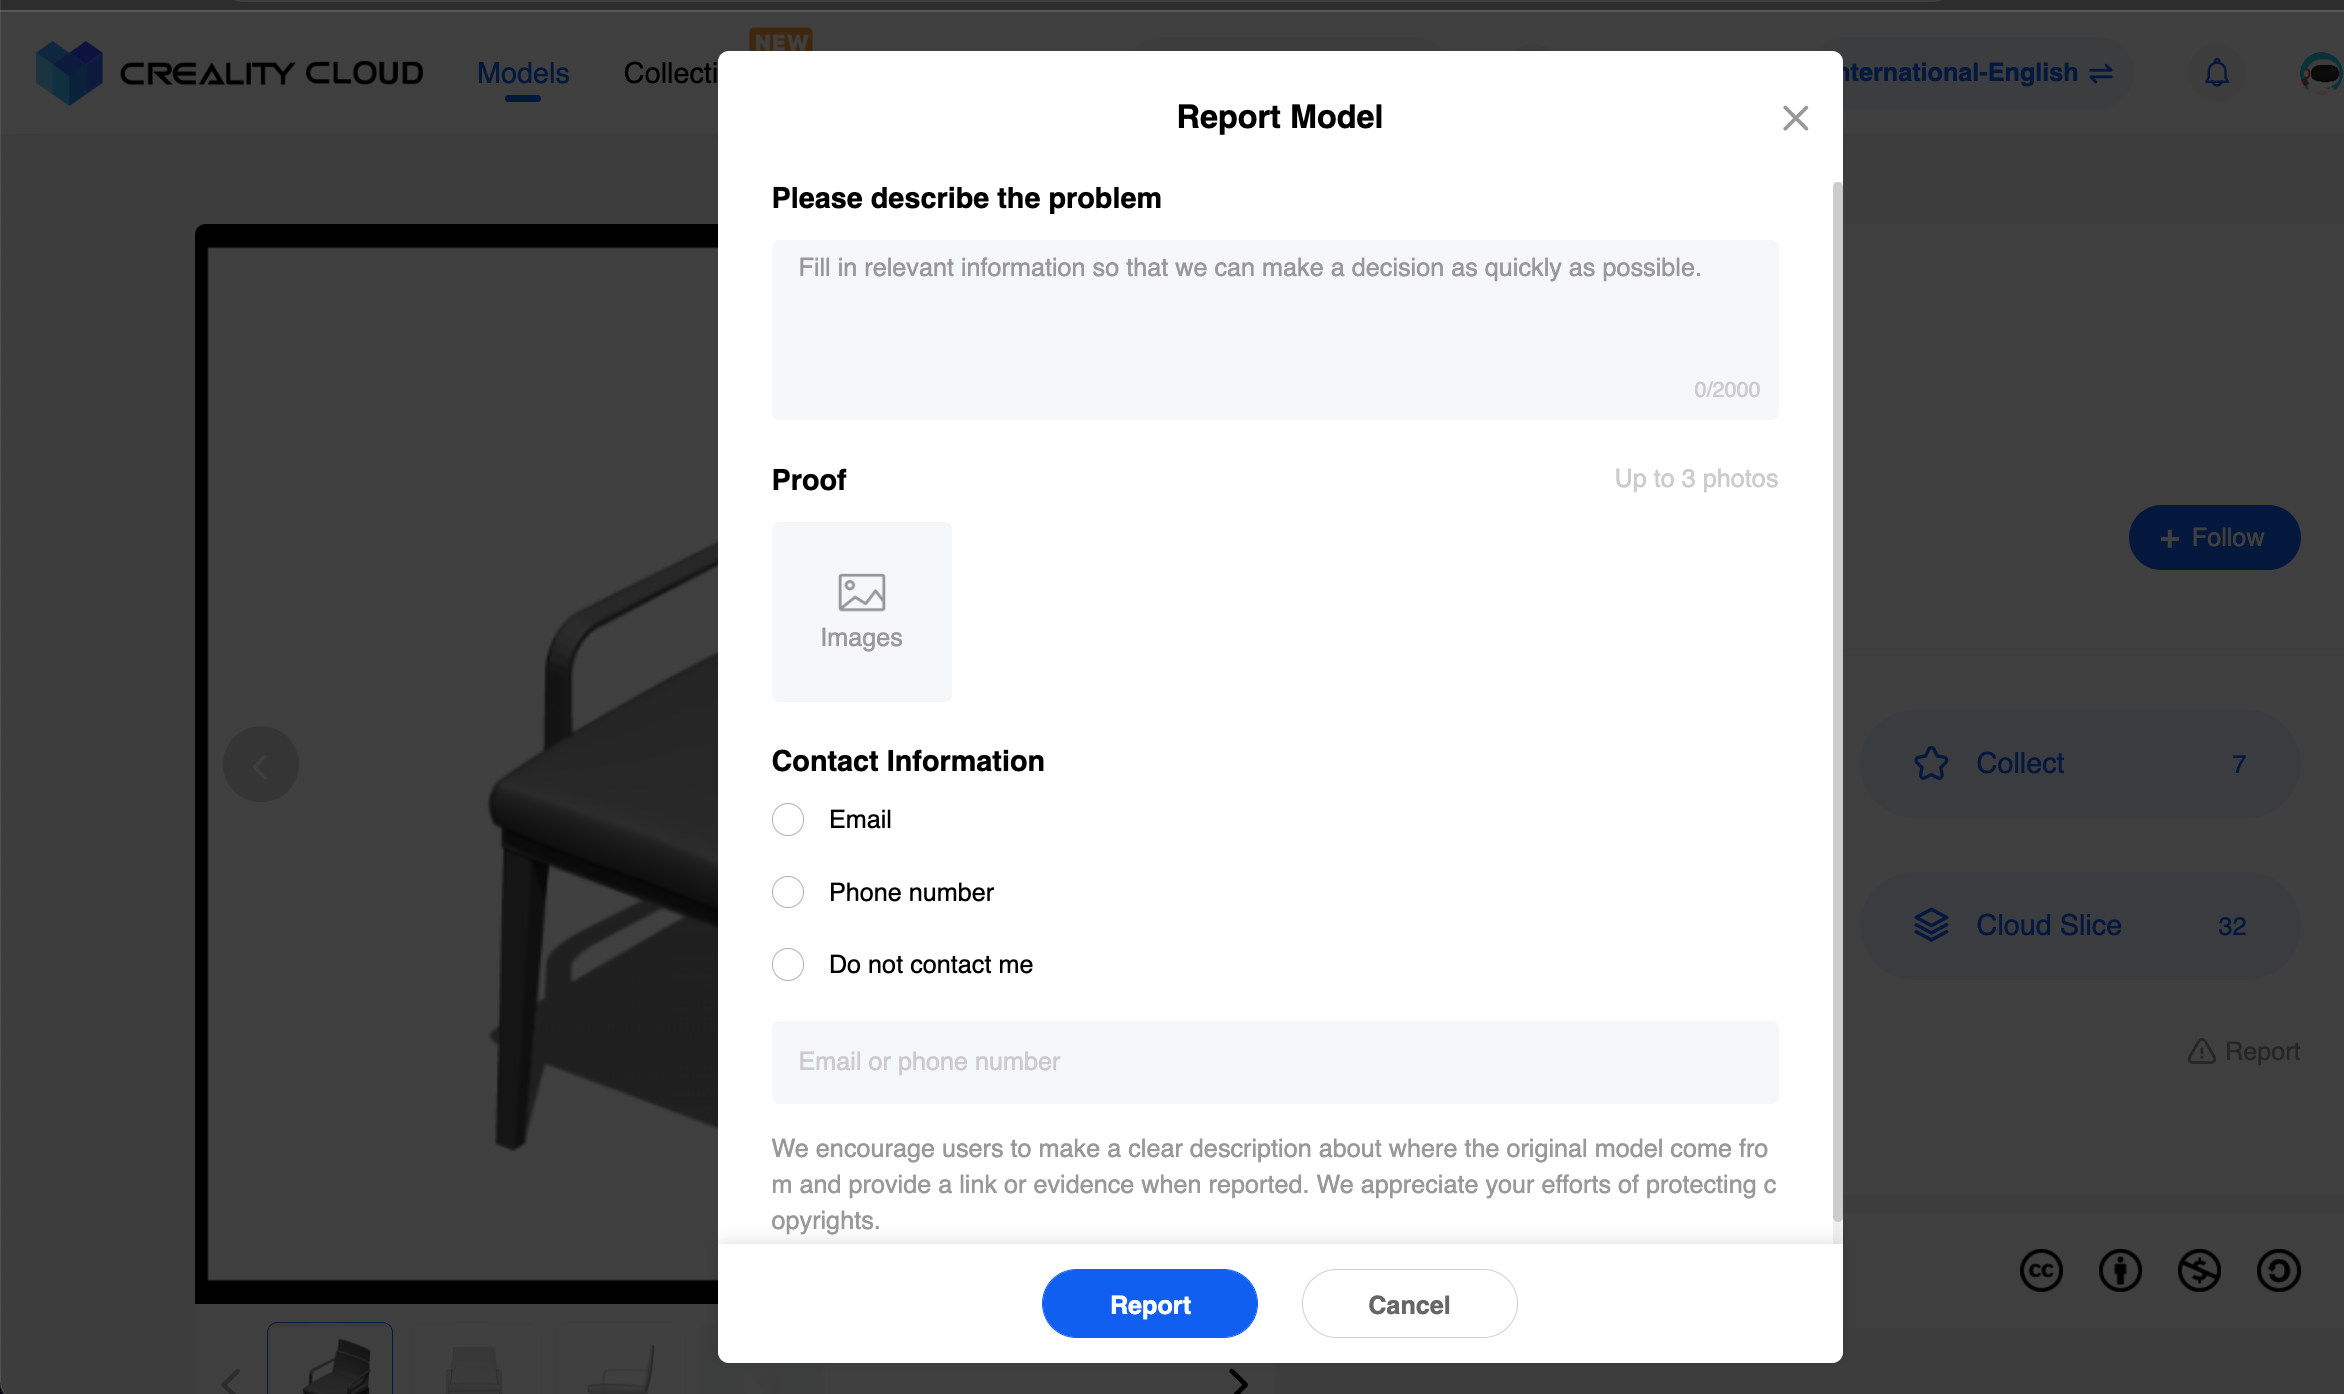 NEW
CREALITY CLOUD
Models
Collecti
nternational-English
Report Model
Please describe the problem
Fill in relevant information so that we can make a decision as quickly as possible.
0/2000
Proof
Up to 3 photos
Images
+ Follow
Contact Information
Email
Phone number
Do not contact me
Collect 7
Cloud Slice 32
Report
Email or phone number
We encourage users to make a clear description about where the original model come fro
m and provide a link or evidence when reported. We appreciate your efforts of protecting c
opyrights.
cc
Report
Cancel